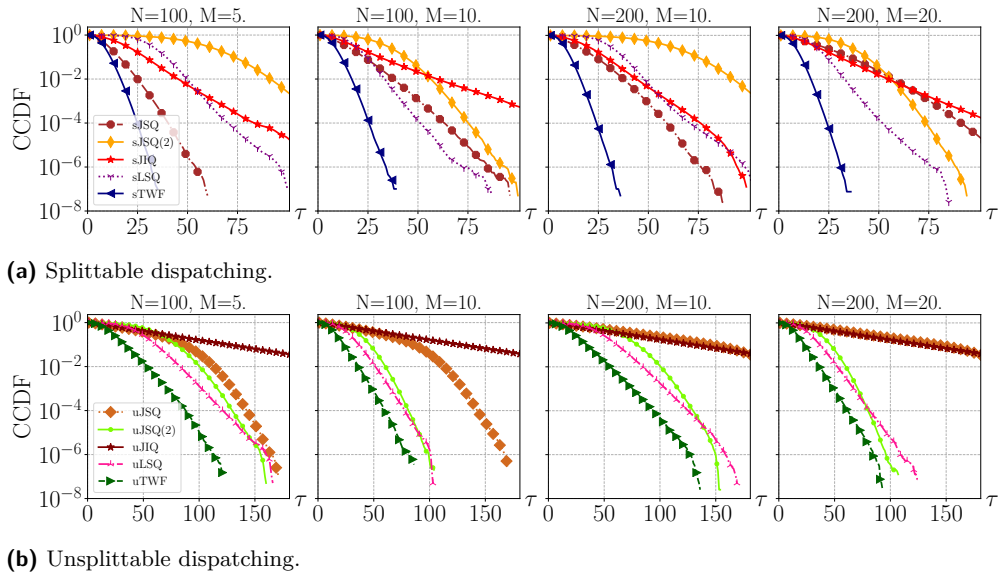 N=100, M=5. N=100, M=10. N=200, M=10. N=200, M=20.
CCDF
10⁰
10⁻²
10⁻⁴
10⁻⁶
10⁻⁸
sJSQ
sJSQ(2)
sJIQ
sLSQ
sTWF
0 25 50 75 τ 0 25 50 75 τ 0 25 50 75 τ 0 25 50 75 τ
(a) Splittable dispatching.
N=100, M=5. N=100, M=10. N=200, M=10. N=200, M=20.
CCDF
10⁰
10⁻²
10⁻⁴
10⁻⁶
10⁻⁸
uJSQ
uJSQ(2)
uJIQ
uLSQ
uTWF
0 50 100 150 τ 0 50 100 150 τ 0 50 100 150 τ 0 50 100 150 τ
(b) Unsplittable dispatching.